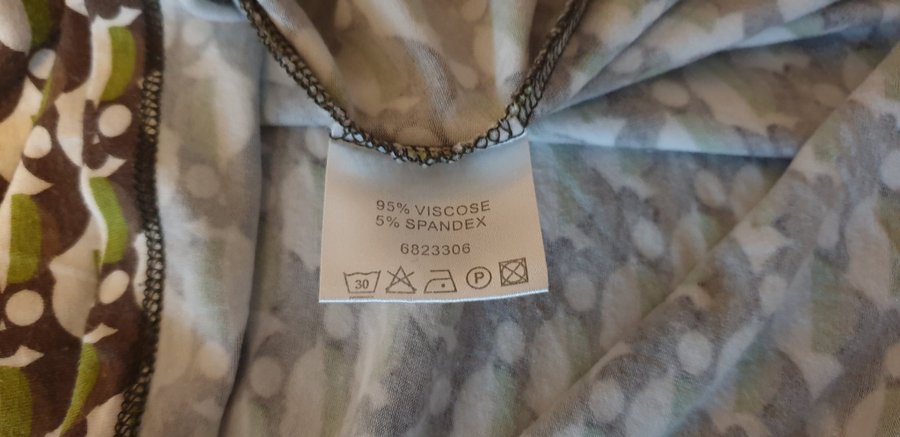 95% VISCOSE
5% SPANDEX
6823306
30 P